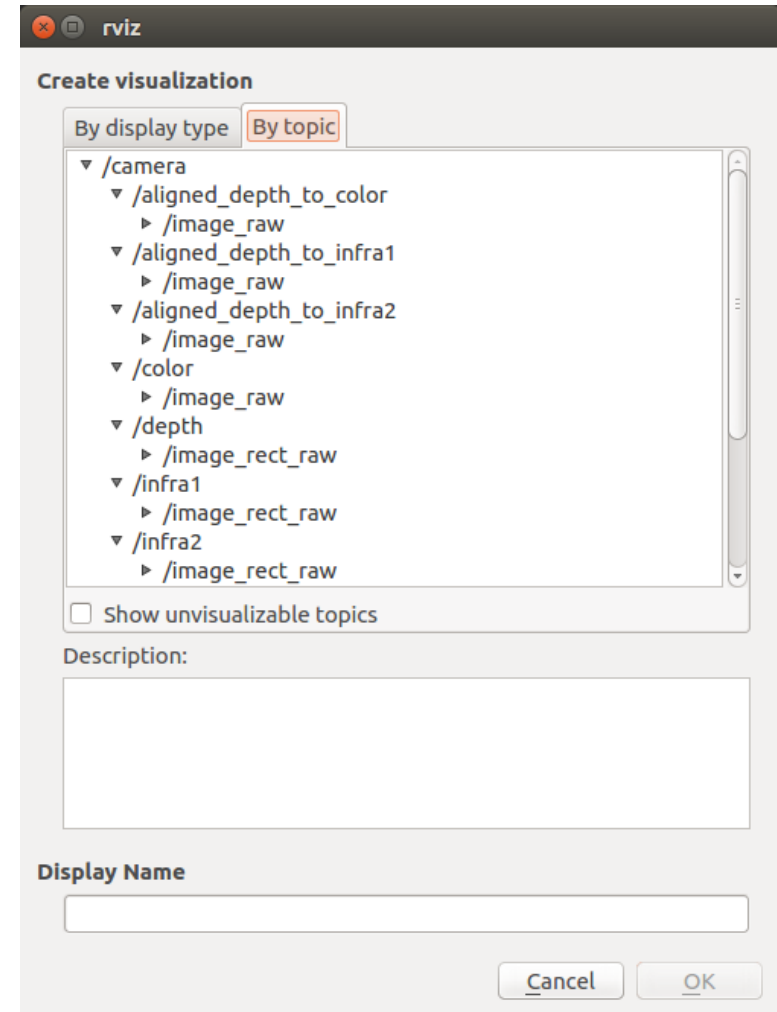 rviz
Create visualization
By display type By topic
/camera
/aligned_depth_to_color
/image_raw
/aligned_depth_to_infra1
/image_raw
/aligned_depth_to_infra2
/image_raw
/color
/image_raw
/depth
/image_rect_raw
/infra1
/image_rect_raw
/infra2
/image_rect_raw
Show unvisualizable topics
Description:
Display Name
Cancel OK